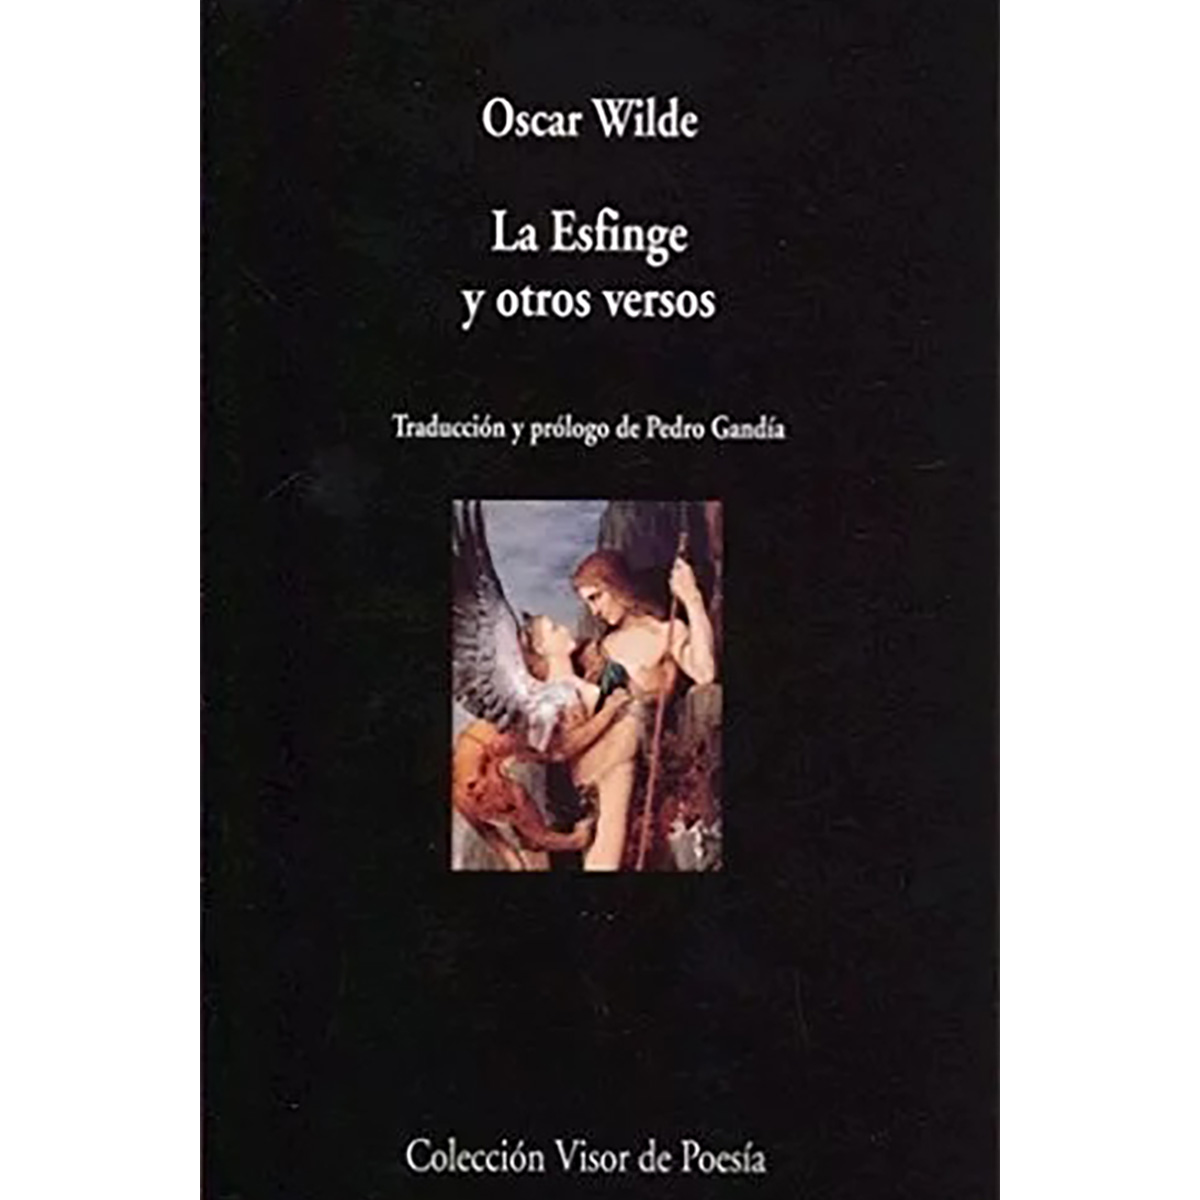 Oscar Wilde
La Esfinge
y otros versos
Traducción y prólogo de Pedro Gandía
Colección Visor de Poesía